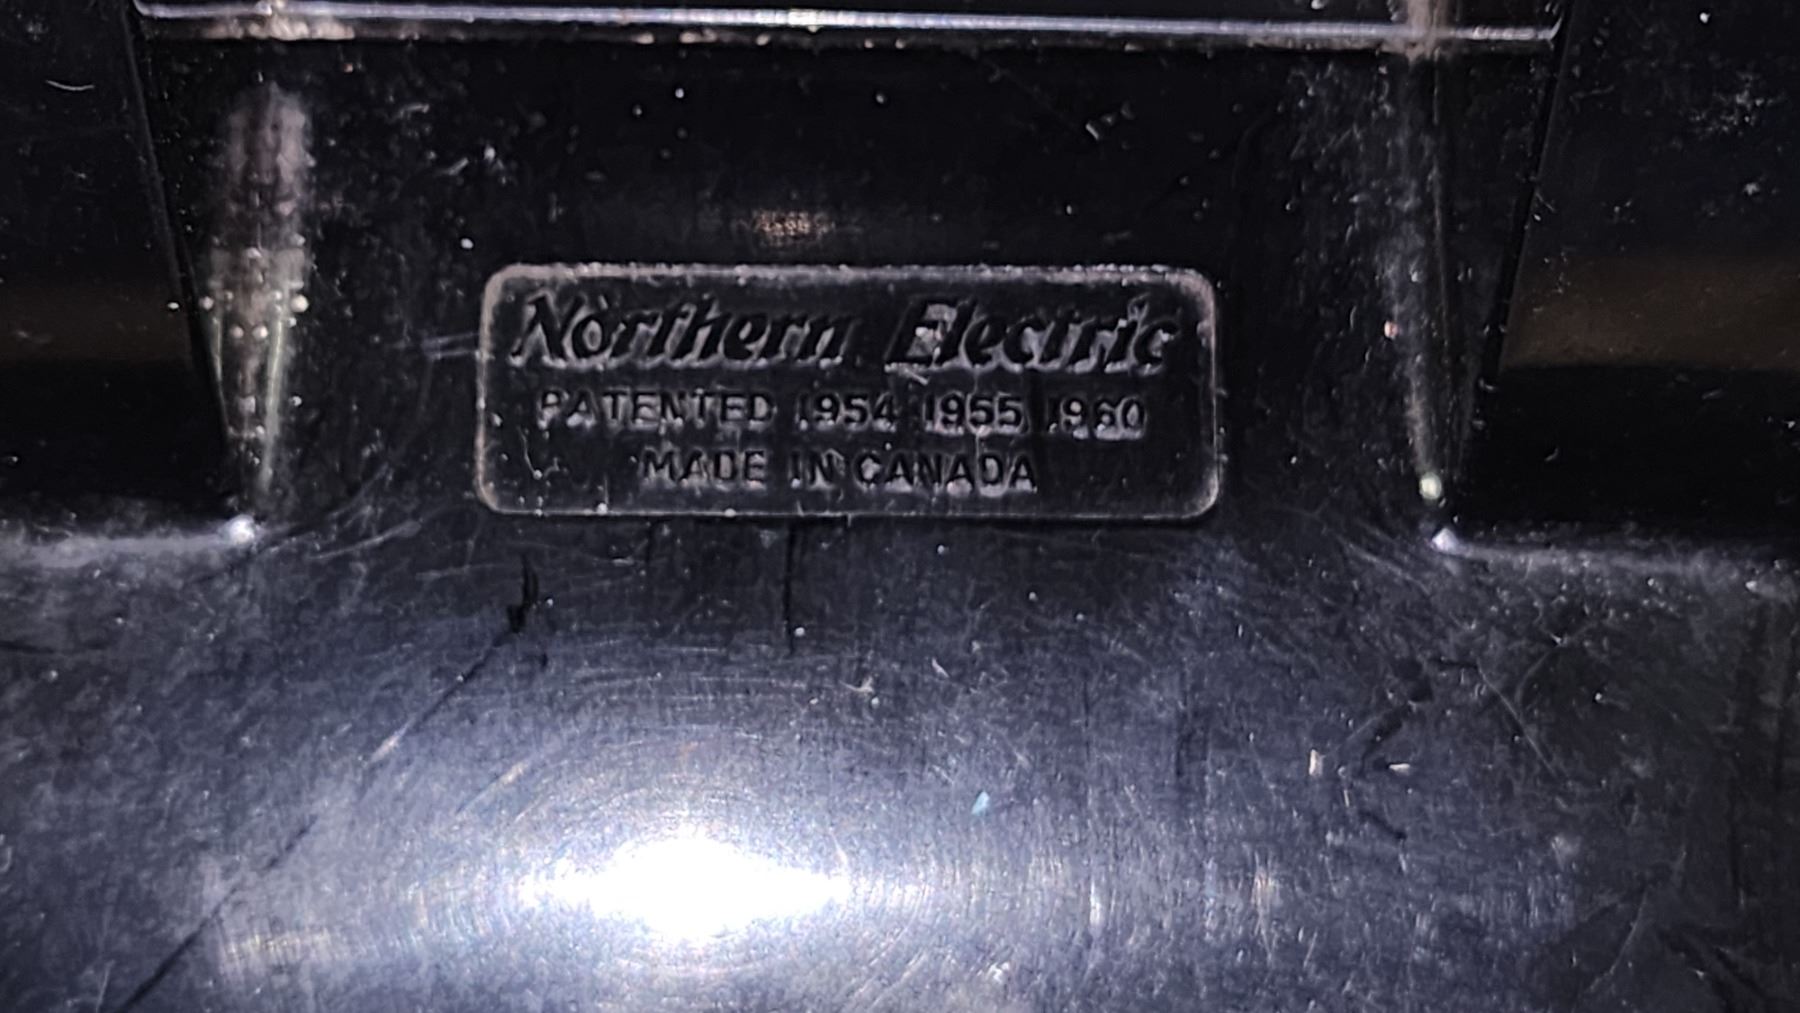 Northern Electric
PATENTED 1954 1955 1960
MADE IN CANADA